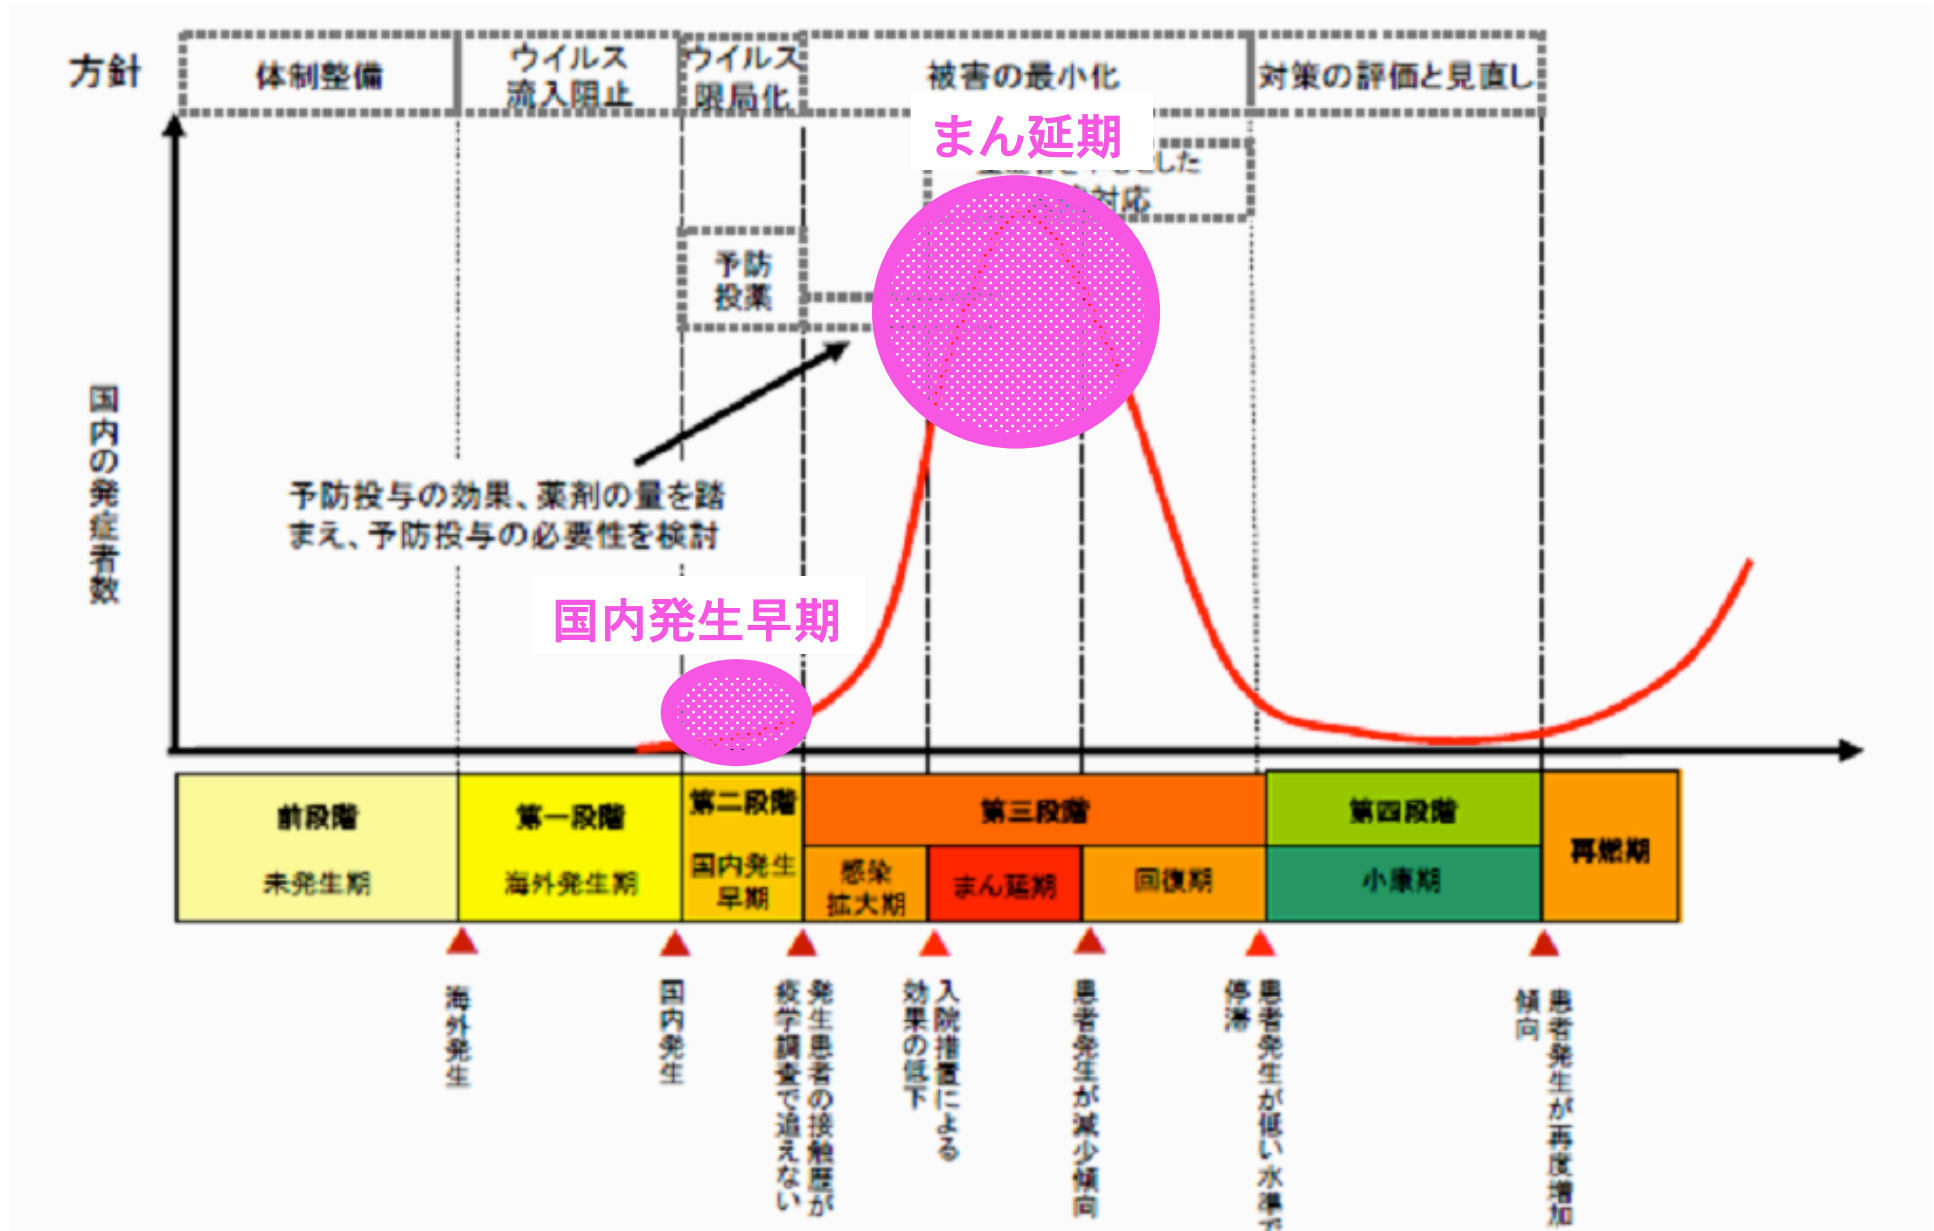 方針
体制整備
ウイルス
流入阻止
ウイルス
限局化
被害の最小化
対策の評価と見直し
まん延期
した
対応
予防
投薬
国内の発症者数
予防投与の効果、薬剤の量を踏
まえ、予防投与の必要性を検討
国内発生早期
前段階
未発生期
第一段階
海外発生期
第二段階
国内発生
早期
第三段階
感染
拡大期
まん延期
回復期
第四段階
小康期
再燃期
海外発生
国内発生
発生患者の接触歴が
疫学調査で追えない
入院措置による
効果の低下
患者発生が減少傾向
患者発生が低い水準で
停滞
患者発生が再度増加
傾向